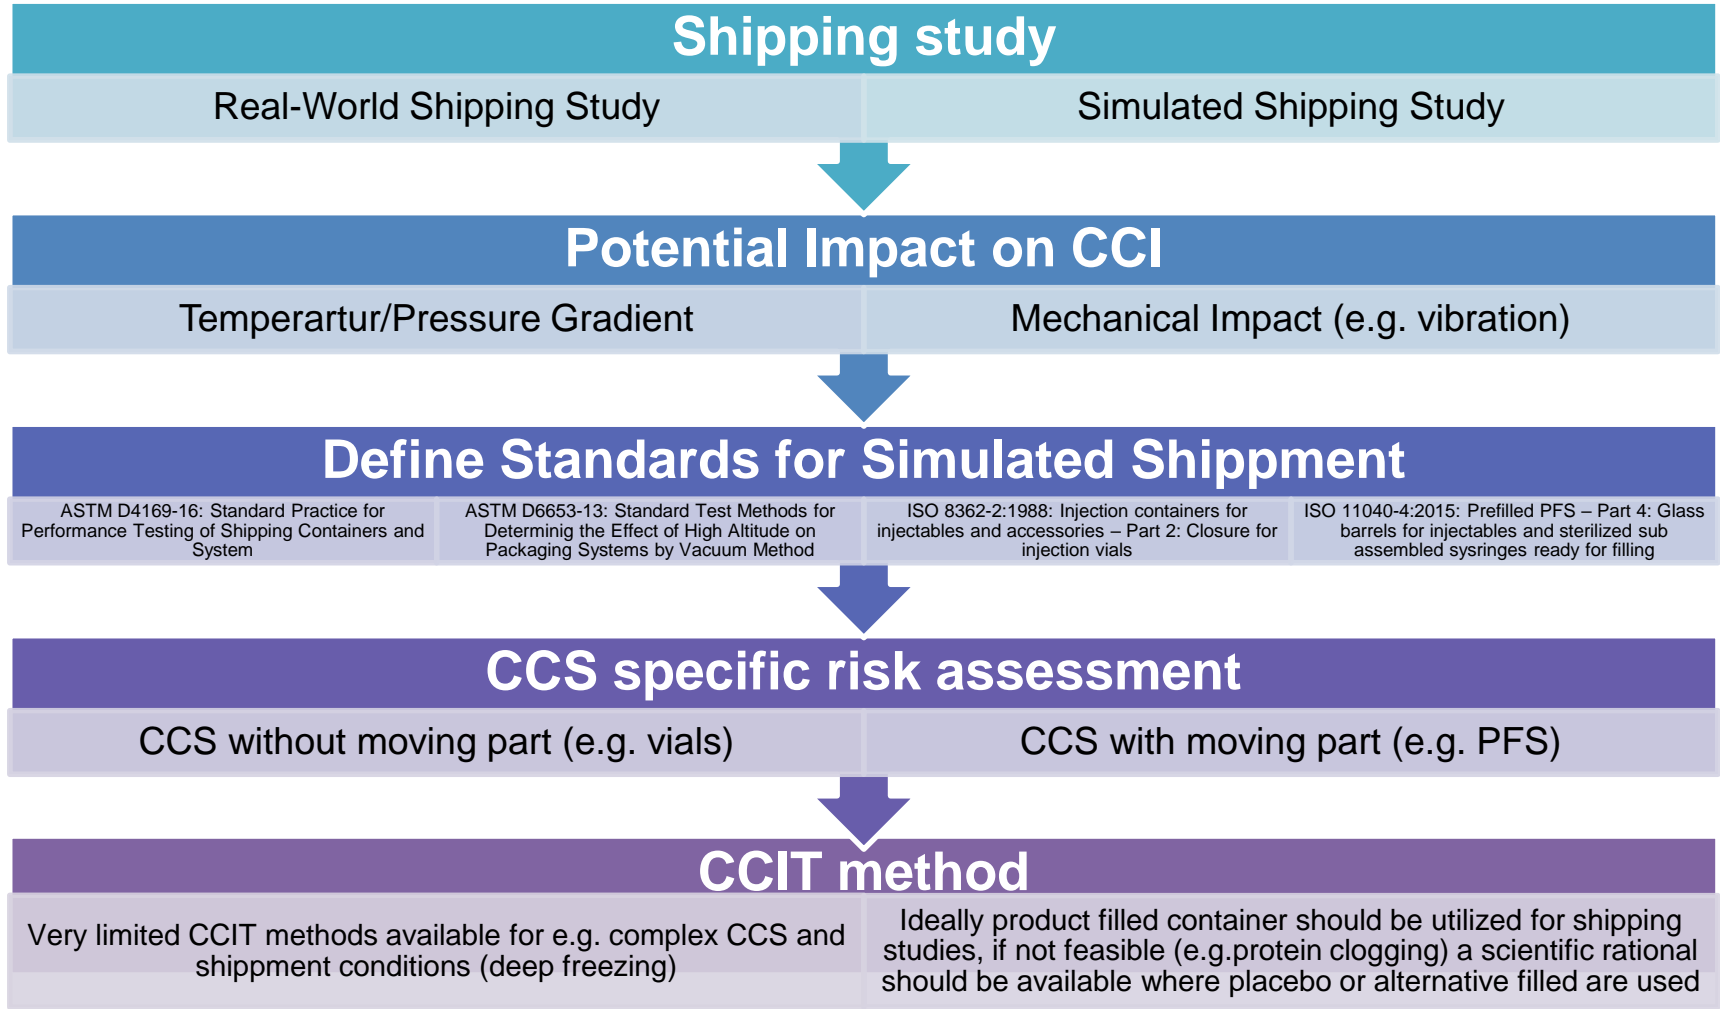 Shipping study
Real-World Shipping Study
Simulated Shipping Study
Potential Impact on CCI
Temperartur/Pressure Gradient
Mechanical Impact (e.g. vibration)
Define Standards for Simulated Shippment
ASTM D4169-16: Standard Practice for
Performance Testing of Shipping Containers and
System
ASTM D6653-13: Standard Test Methods for
Determinig the Effect of High Altitude on
Packaging Systems by Vacuum Method
ISO 8362-2:1988: Injection containers for
injectables and accessories – Part 2: Closure for
injection vials
ISO 11040-4:2015: Prefilled PFS – Part 4: Glass
barrels for injectables and sterilized sub
assembled sysringes ready for filling
CCS specific risk assessment
CCS without moving part (e.g. vials)
CCS with moving part (e.g. PFS)
CCIT method
Very limited CCIT methods available for e.g. complex CCS and
shippment conditions (deep freezing)
Ideally product filled container should be utilized for shipping
studies, if not feasible (e.g.protein clogging) a scientific rational
should be available where placebo or alternative filled are used